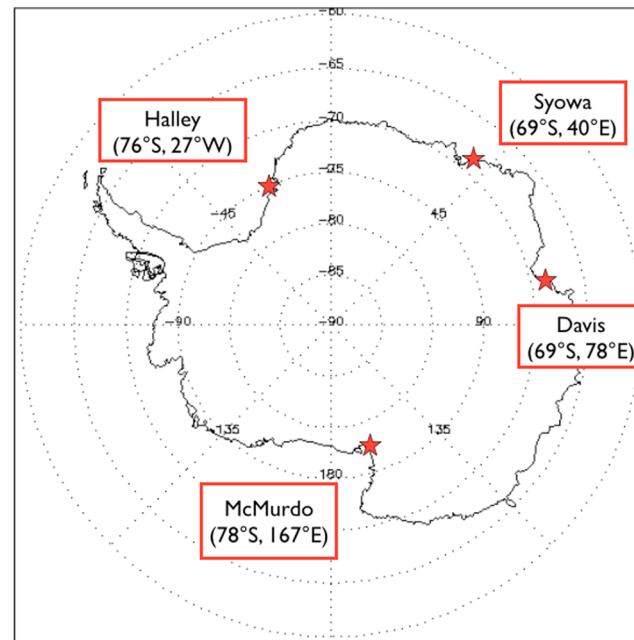 -60
-65
Halley
(76°S, 27°W)
Syowa
(69°S, 40°E)
-70
-75
-45
45
-80
-85
-90
-90
90
Davis
(69°S, 78°E)
-135
135
180
McMurdo
(78°S, 167°E)